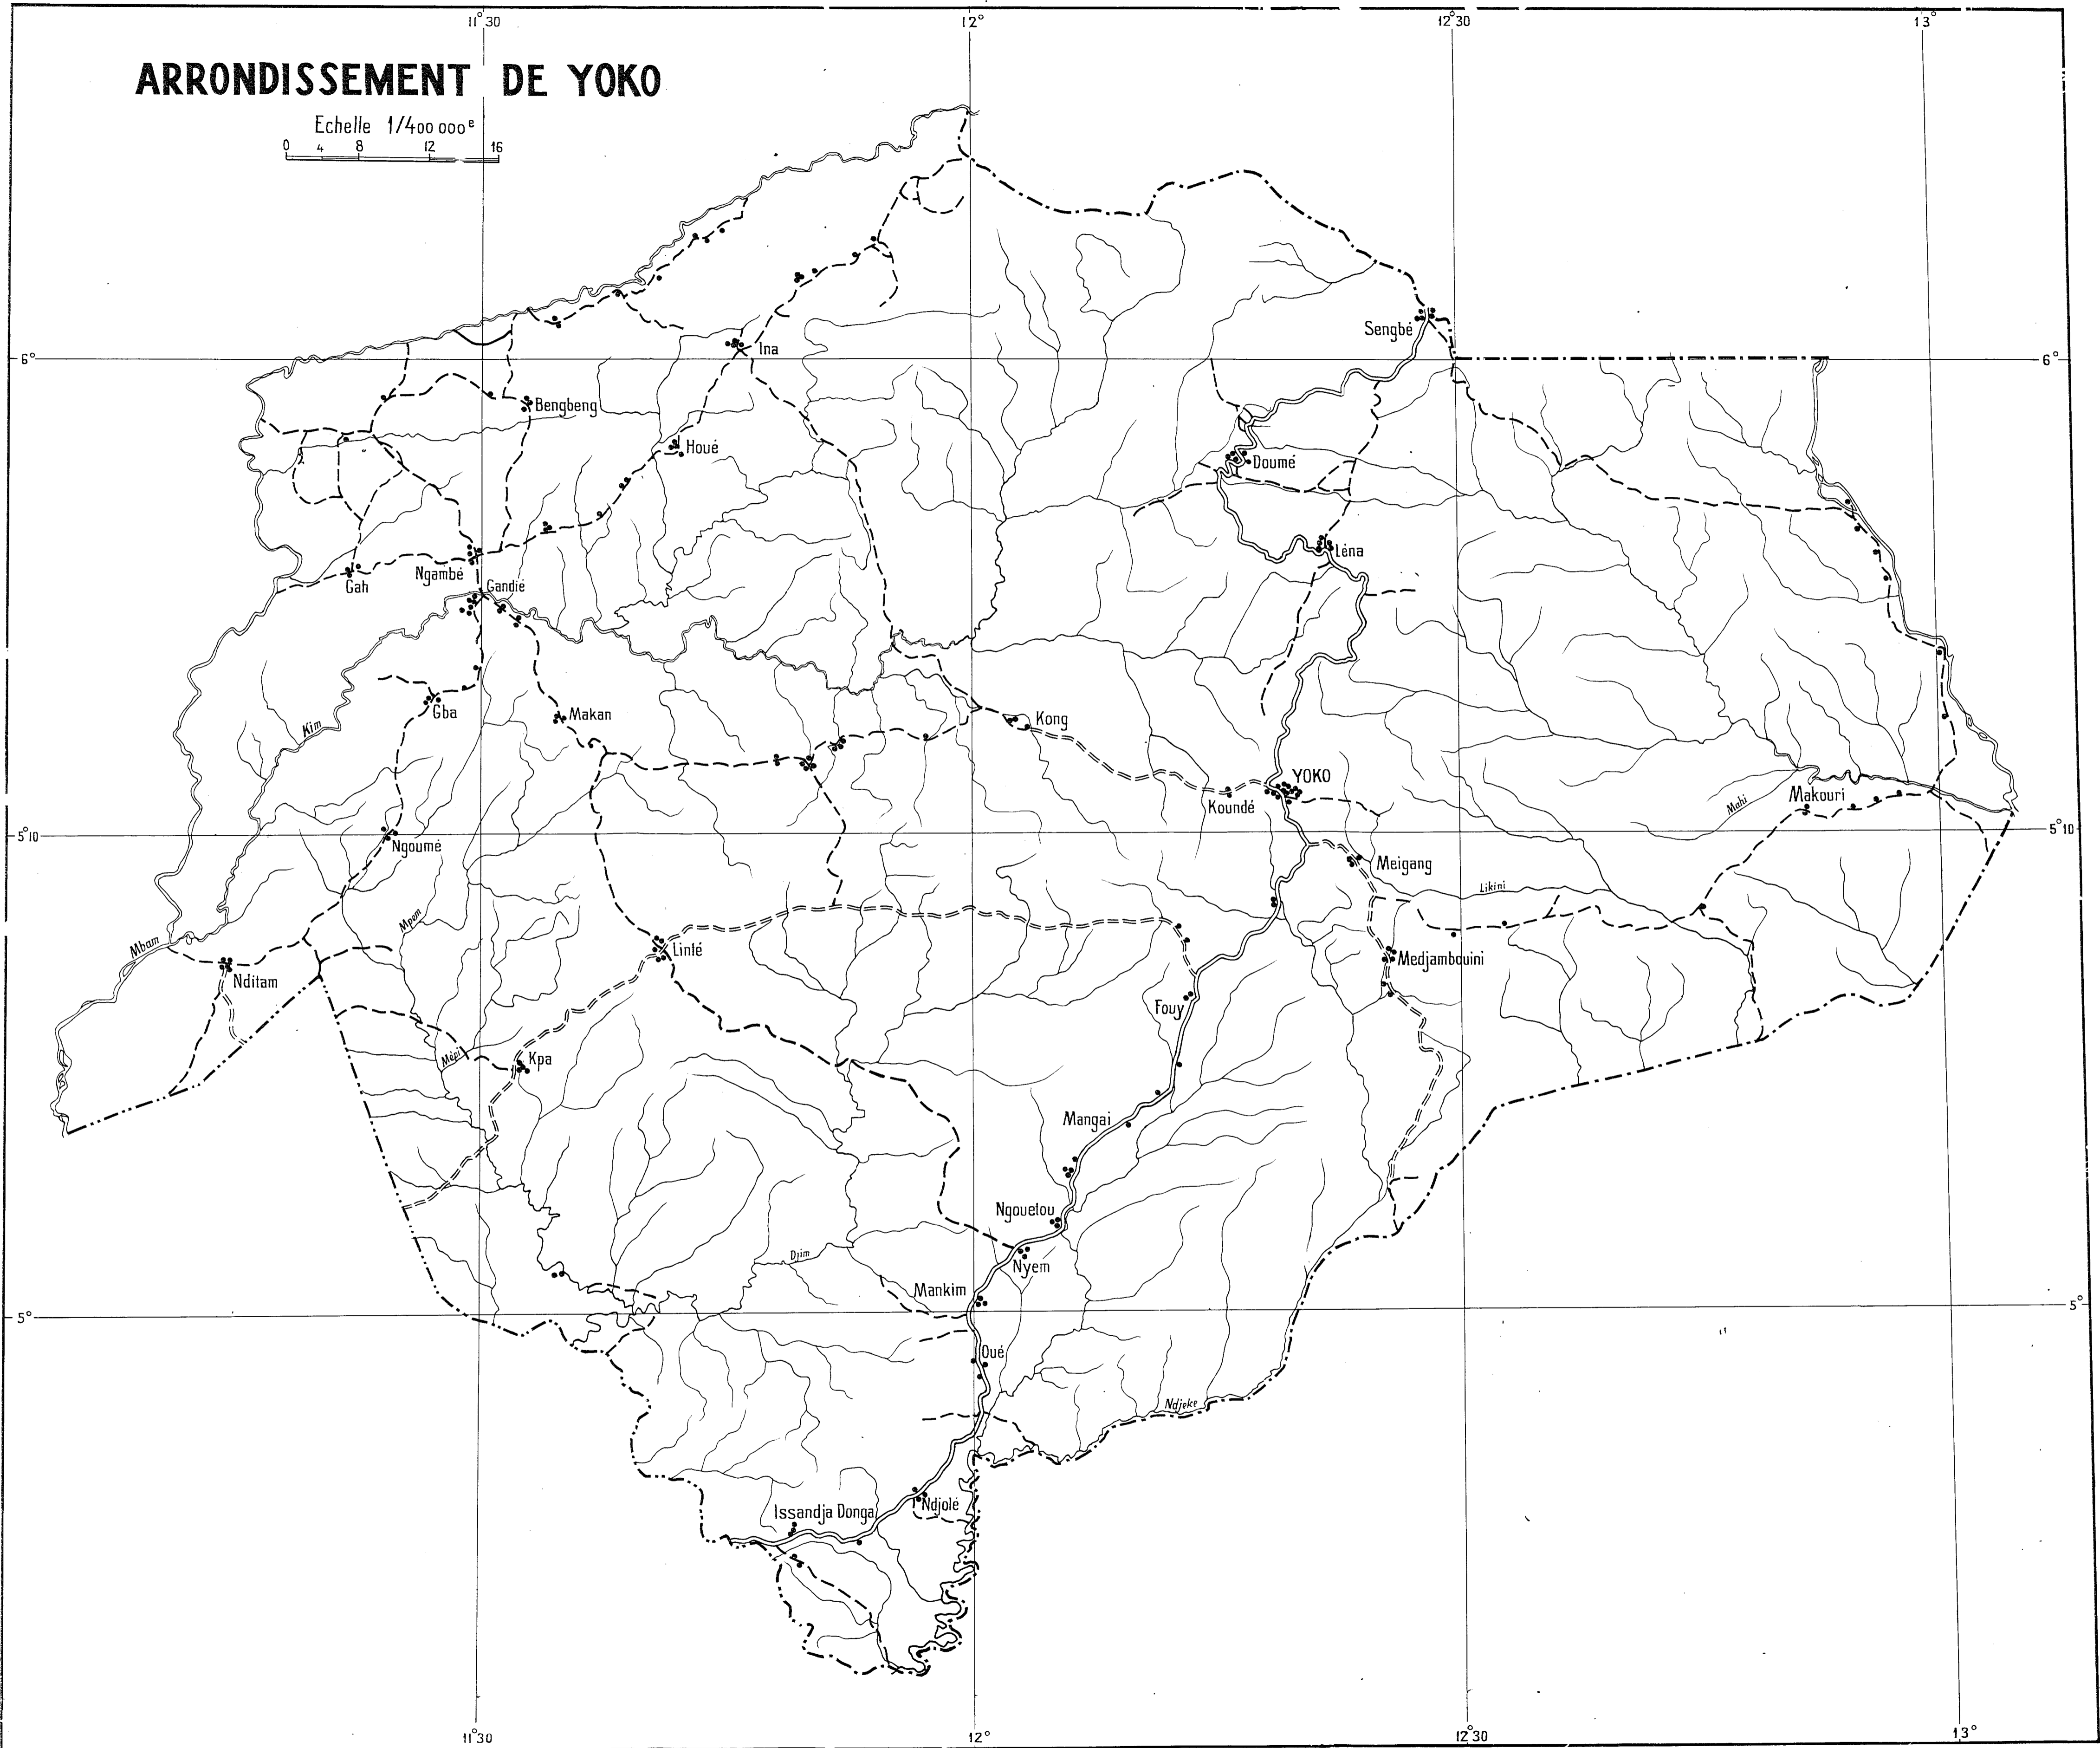 11°30
12°
12°30
13°
ARRONDISSEMENT DE YOKO
Echelle 1/400 000e
0 4 8 12 16
Sengbé
Ina
6°
6°
Bengbeng
Houé
Doumé
Léna
Ngambé
Gah
Gandié
Gba
Makan
Kim
Kong
YOKO
Koundé
Makouri
Mahi
5°10
5°10
Ngoumé
Meigang
Likini
Mpem
Mbam
Linté
Medjambouini
Nditam
Fouy
Mépi
Kpa
Mangai
Ngouetou
Djim
Nyem
Mankim
5°
5°
Oué
Ndjeke
Ndjolé
Issandja Donga
11°30
12°
12°30
13°